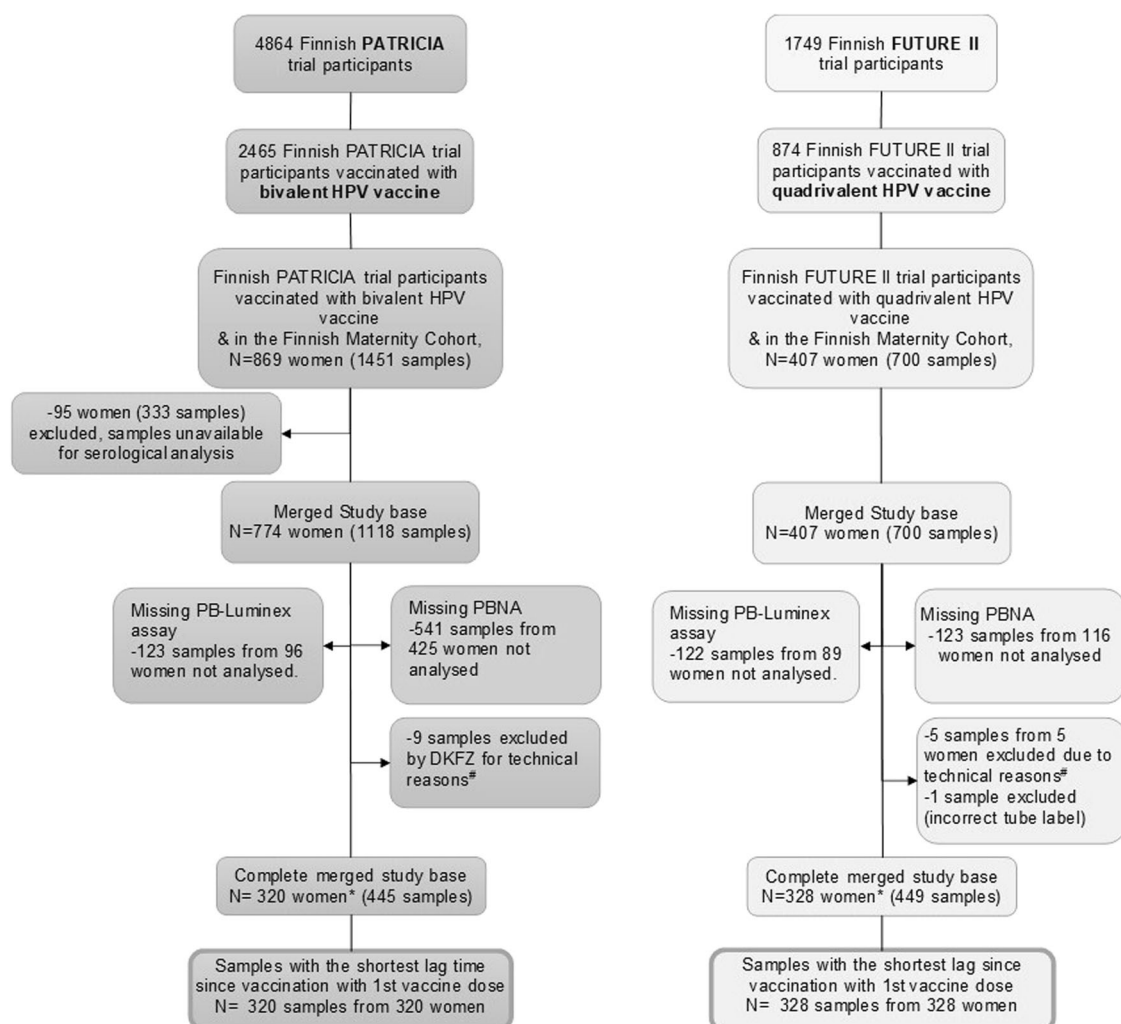 4864 Finnish PATRICIA
trial participants
2465 Finnish PATRICIA trial
participants vaccinated with
bivalent HPV vaccine
Finnish PATRICIA trial participants
vaccinated with bivalent HPV
vaccine
& in the Finnish Maternity Cohort,
N=869 women (1451 samples)
-95 women (333 samples)
excluded, samples unavailable
for serological analysis
Merged Study base
N=774 women (1118 samples)
Missing PB-Luminex
assay
-123 samples from 96
women not analysed.
Missing PBNA
-541 samples from
425 women not
analysed
-9 samples excluded
by DKFZ for technical
reasons#
Complete merged study base
N= 320 women* (445 samples)
Samples with the shortest lag time
since vaccination with 1st vaccine
dose
N= 320 samples from 320 women
1749 Finnish FUTURE II
trial participants
874 Finnish FUTURE II trial
participants vaccinated with
quadrivalent HPV vaccine
Finnish FUTURE II trial participants
vaccinated with quadrivalent HPV
vaccine
& in the Finnish Maternity Cohort,
N=407 women (700 samples)
Merged Study base
N=407 women (700 samples)
Missing PB-Luminex
assay
-122 samples from 89
women not analysed.
Missing PBNA
-123 samples from 116
women not analysed
-5 samples from 5
women excluded due to
technical reasons#
-1 sample excluded
(incorrect tube label)
Complete merged study base
N=328 women* (449 samples)
Samples with the shortest lag since
vaccination with 1st vaccine dose
N= 328 samples from 328 women